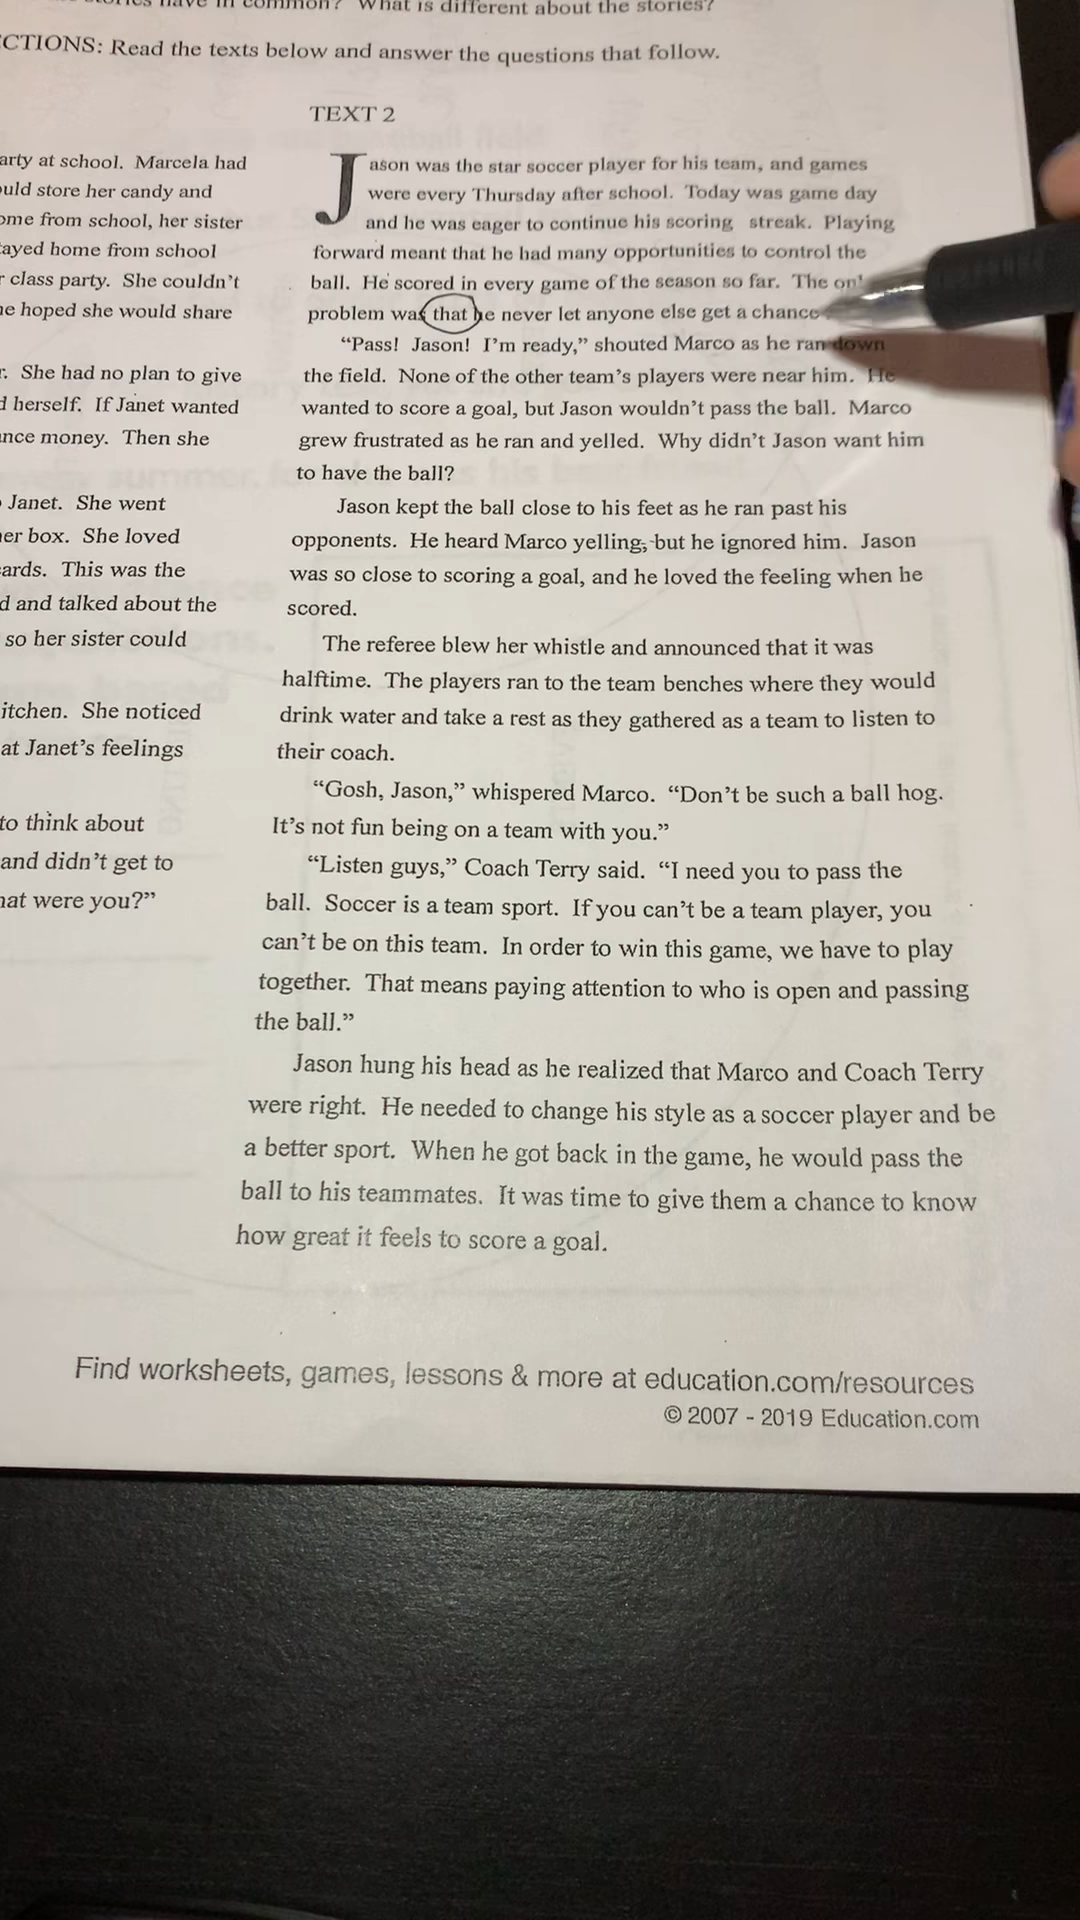 have in common? What is different about the stories?
CTIONS: Read the texts below and answer the questions that follow.
arty at school. Marcela had
ould store her candy and
ome from school, her sister
ayed home from school
r class party. She couldn't
he hoped she would share
r. She had no plan to give
d herself. If Janet wanted
nce money. Then she
Janet. She went
er box. She loved
ards. This was the
d and talked about the
so her sister could
itchen. She noticed
at Janet's feelings
to think about
and didn't get to
hat were you?"
TEXT 2
Jason was the star soccer player for his team, and games
were every Thursday after school. Today was game day
and he was eager to continue his scoring streak. Playing
forward meant that he had many opportunities to control the
ball. He scored in every game of the season so far. The
problem was that he never let anyone else get a chance
"Pass! Jason! I'm ready," shouted Marco as he ran down
the field. None of the other team's players were near him. He
wanted to score a goal, but Jason wouldn't pass the ball. Marco
grew frustrated as he ran and yelled. Why didn't Jason want him
to have the ball?
Jason kept the ball close to his feet as he ran past his
opponents. He heard Marco yelling, but he ignored him. Jason
was so close to scoring a goal, and he loved the feeling when he
scored.
The referee blew her whistle and announced that it was
halftime. The players ran to the team benches where they would
drink water and take a rest as they gathered as a team to listen to
their coach.
"Gosh, Jason," whispered Marco. "Don't be such a ball hog.
It's not fun being on a team with you."
"Listen guys," Coach Terry said. "I need you to pass the
ball. Soccer is a team sport. If you can't be a team player, you
can't be on this team. In order to win this game, we have to play
together. That means paying attention to who is open and passing
the ball."
Jason hung his head as he realized that Marco and Coach Terry
were right. He needed to change his style as a soccer player and be
a better sport. When he got back in the game, he would pass the
ball to his teammates. It was time to give them a chance to know
how great it feels to score a goal.
Find worksheets, games, lessons & more at education.com/resources
© 2007 - 2019 Education.com